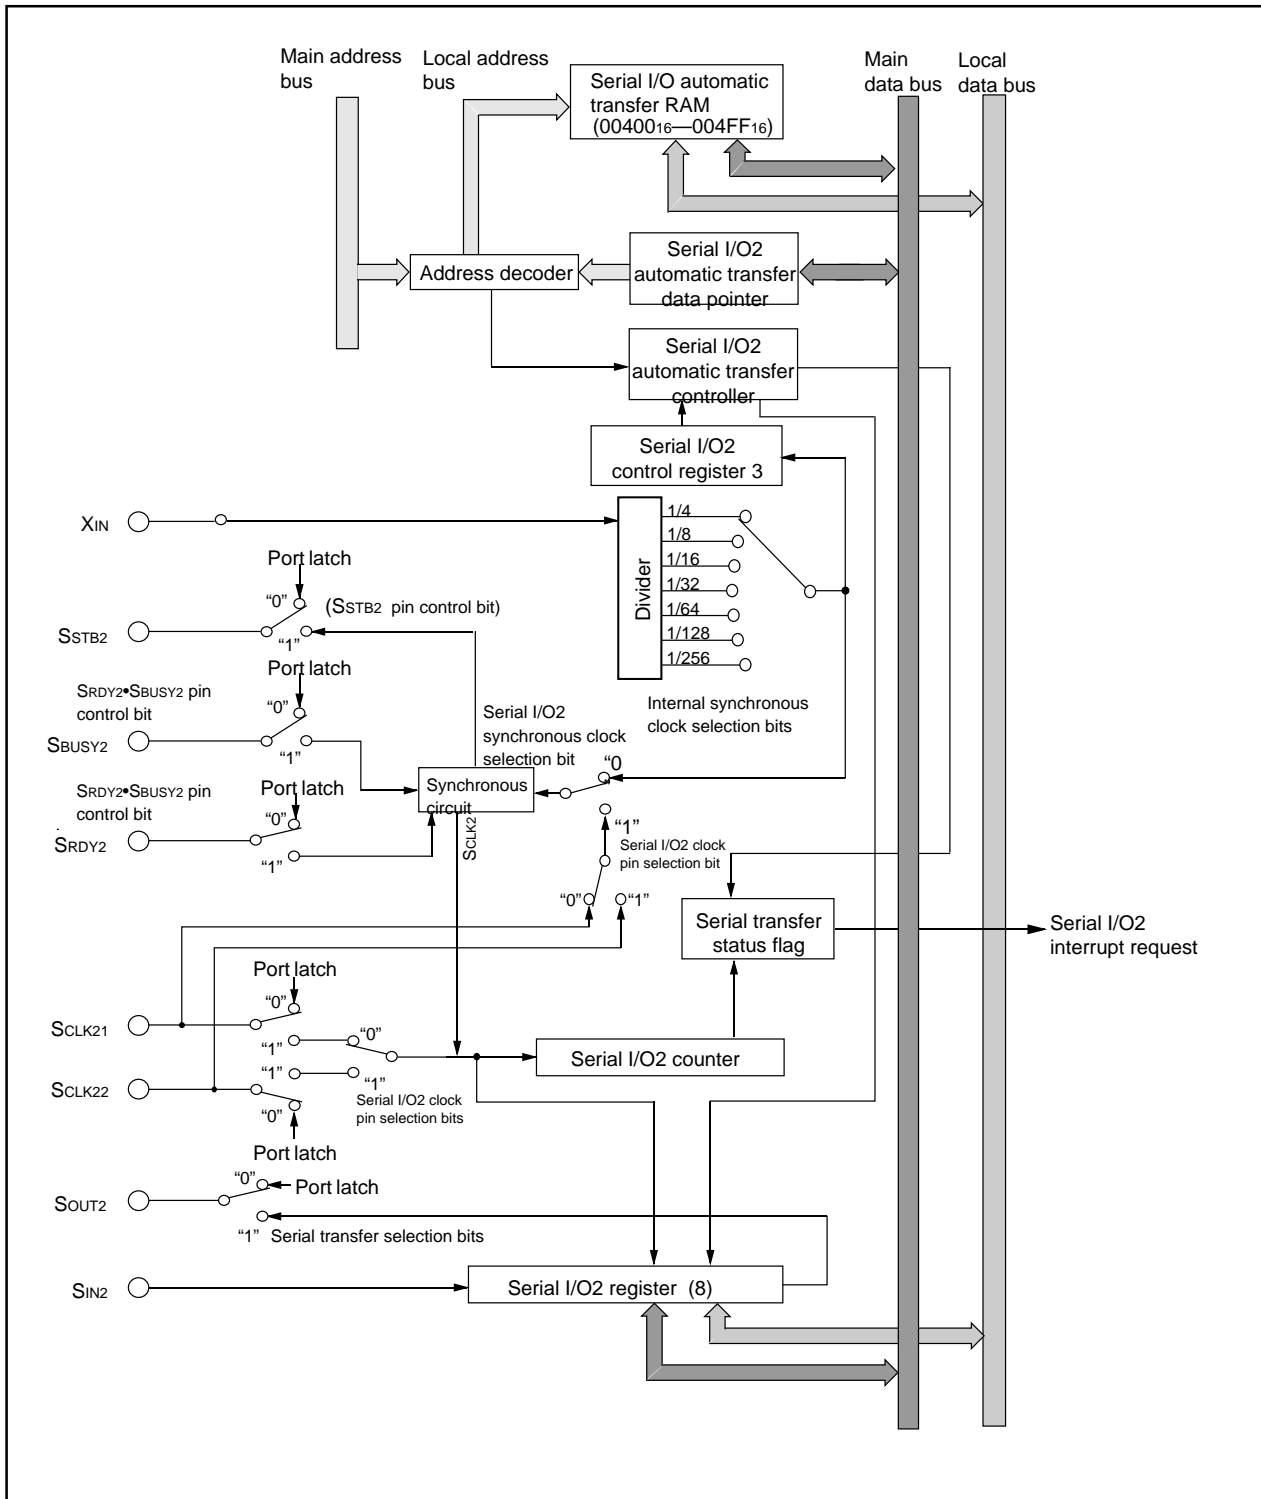 Main address
bus
Local address
bus
Serial I/O automatic
transfer RAM
(0040016—004FF16)
Main
data bus
Local
data bus
Address decoder
Serial I/O2
automatic transfer
data pointer
Serial I/O2
automatic transfer
controller
Serial I/O2
control register 3
XIN
Divider
1/4
1/8
1/16
1/32
1/64
1/128
1/256
Internal synchronous
clock selection bits
Port latch
“0”
(SSTB2 pin control bit)
SSTB2
“1”
Port latch
SRDY2•SBUSY2 pin
control bit
“0”
SBUSY2
“1”
Serial I/O2
synchronous clock
selection bit
“0
Synchronous
circuit
SRDY2•SBUSY2 pin
control bit
Port latch
“0”
SRDY2
“1”
SCLK2
“1”
Serial I/O2 clock
pin selection bit
“0”
“1”
Serial transfer
status flag
Serial I/O2
interrupt request
Port latch
“0”
SCLK21
“1”
“0”
Serial I/O2 counter
“1”
“1”
SCLK22
Serial I/O2 clock
pin selection bits
“0”
Port latch
“0”
Port latch
SOUT2
“1” Serial transfer selection bits
SIN2
Serial I/O2 register (8)